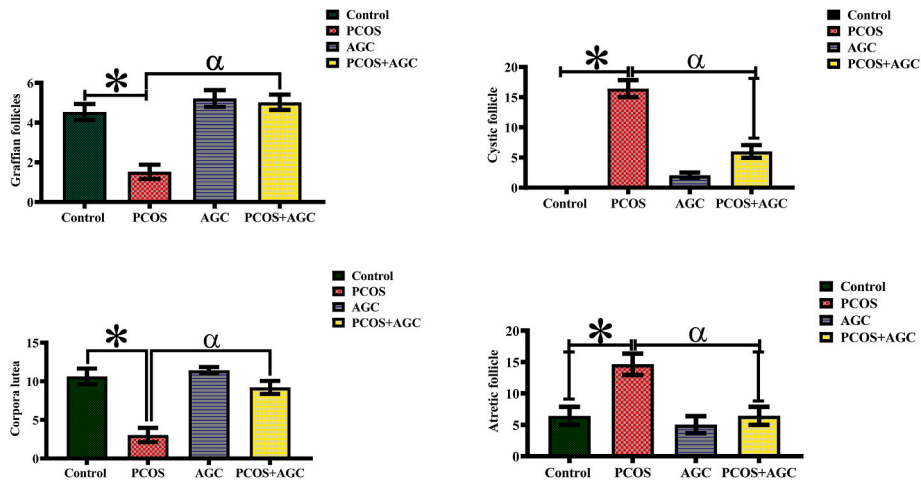 Control
PCOS
AGC
PCOS+AGC
*
α
Graffian follicles
6
4
2
0
Control PCOS AGC PCOS+AGC
Control
PCOS
AGC
PCOS+AGC
*
α
Cystic follicle
20
15
10
5
0
Control PCOS AGC PCOS+AGC
Control
PCOS
AGC
PCOS+AGC
*
α
Corpora lutea
15
10
5
0
Control PCOS AGC PCOS+AGC
Control
PCOS
AGC
PCOS+AGC
*
α
Atretic follicle
20
15
10
5
0
Control PCOS AGC PCOS+AGC